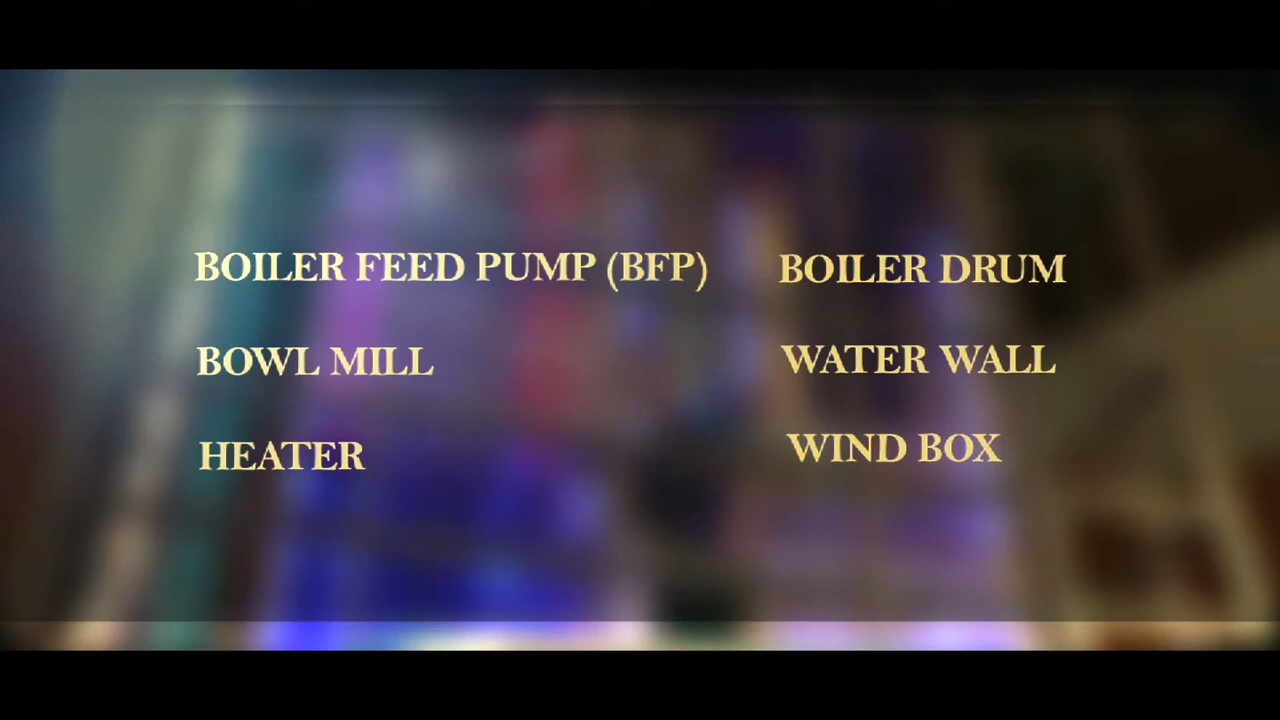 BOILER FEED PUMP (BFP)
BOWL MILL
HEATER
BOILER DRUM
WATER WALL
WIND BOX